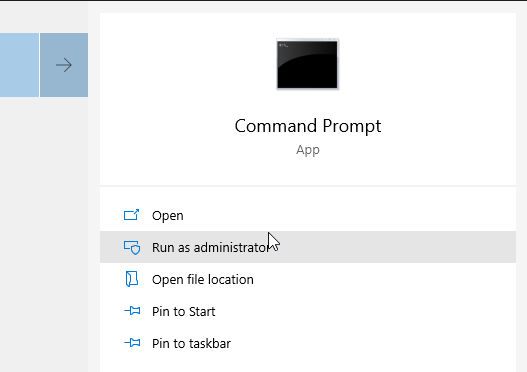 Command Prompt
App
Open
Run as administrator
Open file location
Pin to Start
Pin to taskbar